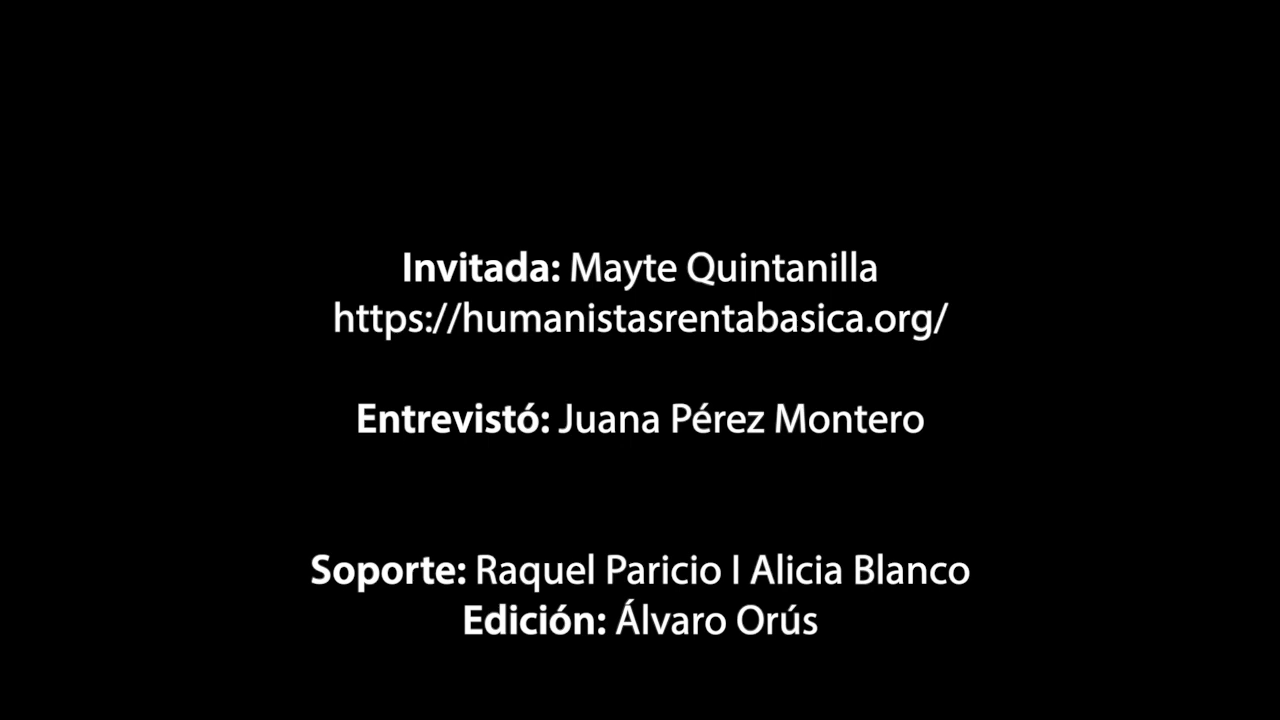 Invitada: Mayte Quintanilla
https://humanistasrentabasica.org/
Entrevistó: Juana Pérez Montero
Soporte: Raquel Paricio I Alicia Blanco
Edición: Álvaro Orús